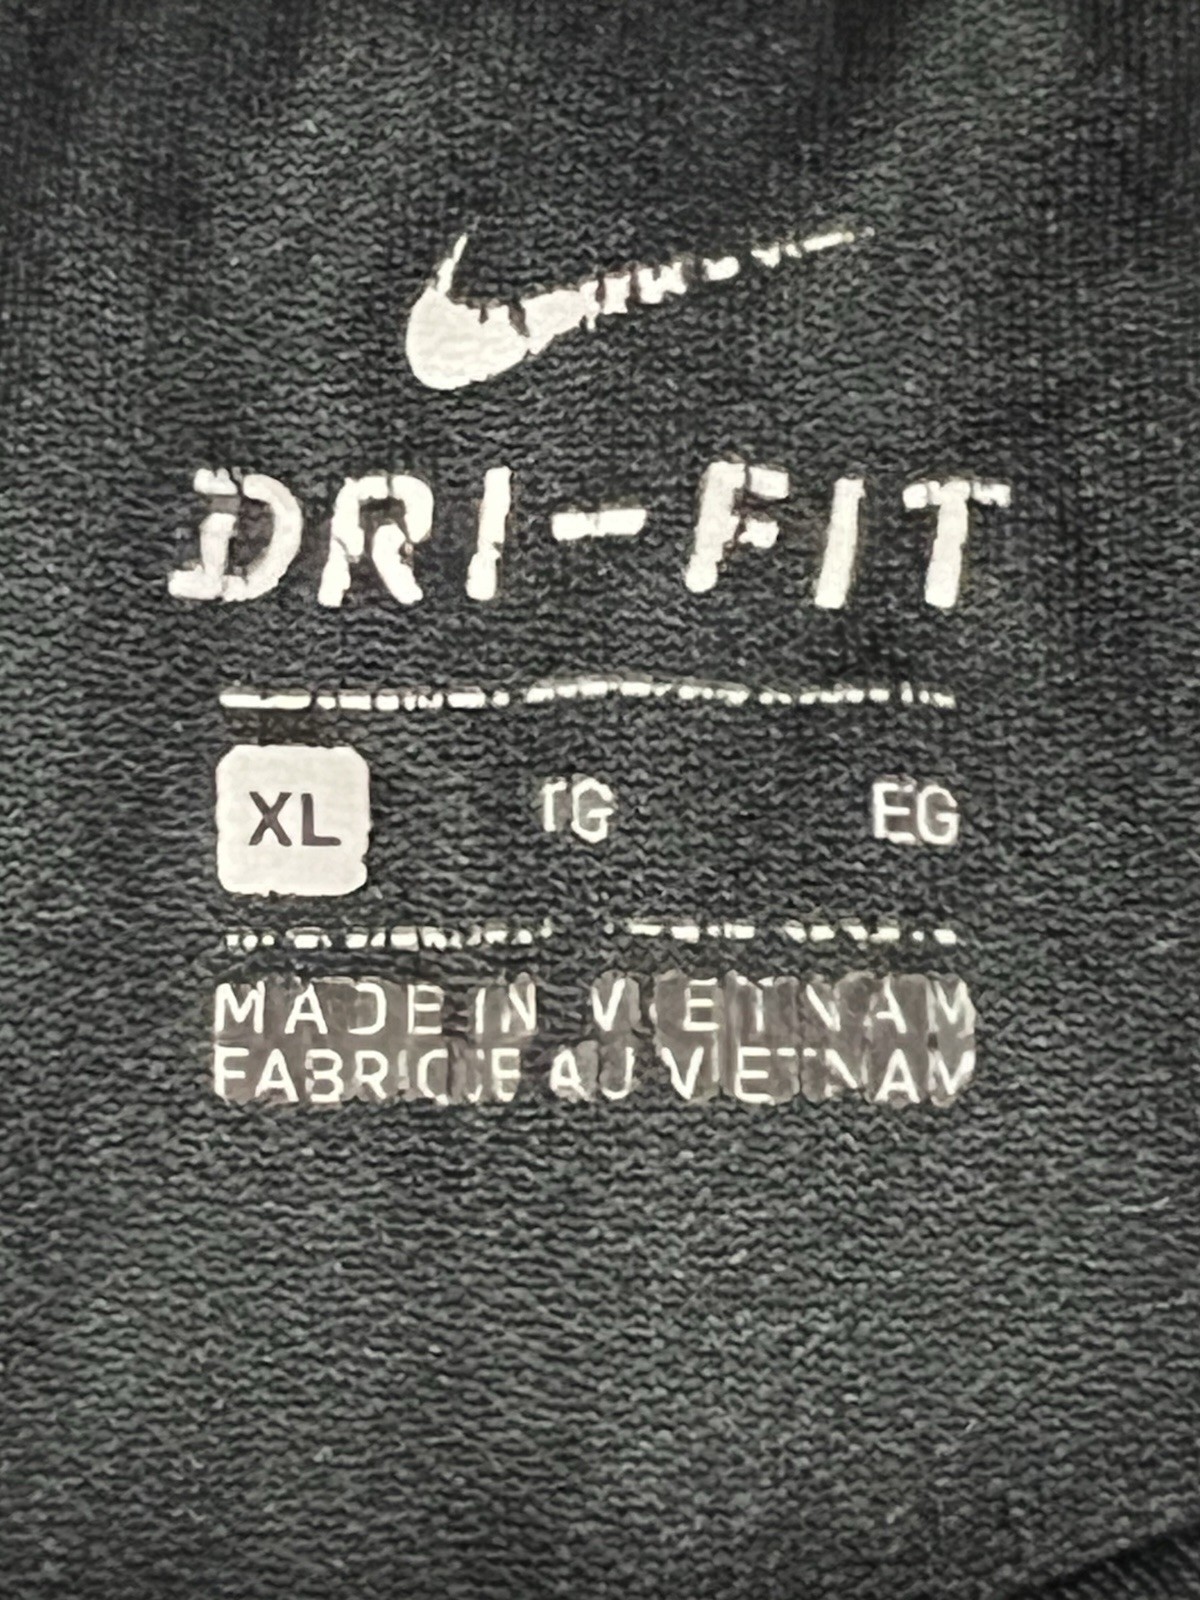 DRI-FIT
XL TG EG
MADE IN VIETNAM
FABRIQUE AU VIETNAM